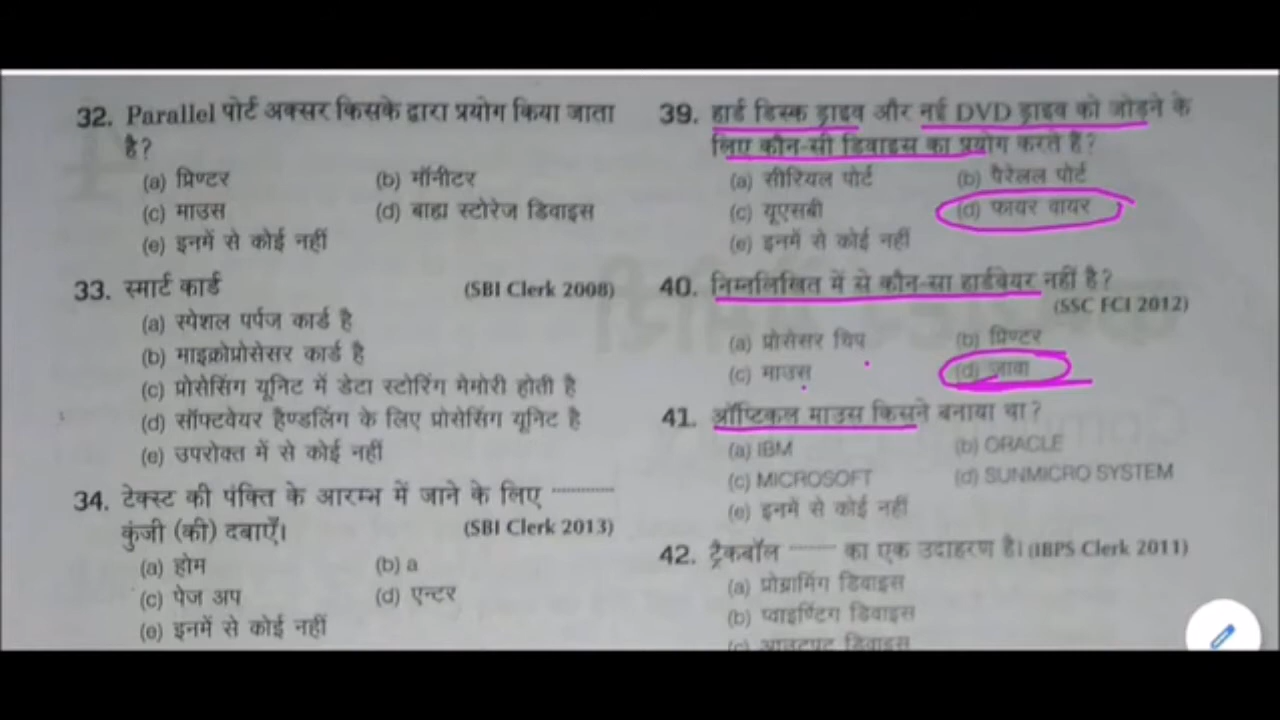 32. Parallel पोर्ट अक्सर किसके द्वारा प्रयोग किया जाता
है?
(a) प्रिण्टर (b) मॉनीटर
(c) माउस (d) बाह्य स्टोरेज डिवाइस
(e) इनमें से कोई नहीं
33. स्मार्ट कार्ड (SBI Clerk 2008)
(a) स्पेशल पर्पज कार्ड है
(b) माइक्रोप्रोसेसर कार्ड है
(c) प्रोसेसिंग यूनिट में डेटा स्टोरिंग मेमोरी होती है
(d) सॉफ्टवेयर हैण्डलिंग के लिए प्रोसेसिंग यूनिट है
(e) उपरोक्त में से कोई नहीं
34. टेक्स्ट की पंक्ति के आरम्भ में जाने के लिए ..........
कुंजी (की) दबाएँ। (SBI Clerk 2013)
(a) होम (b) a
(c) पेज अप (d) एन्टर
(e) इनमें से कोई नहीं
39. हार्ड डिस्क ड्राइव और नई DVD ड्राइव को जोड़ने के
लिए कौन-सी डिवाइस का प्रयोग करते हैं?
(a) सीरियल पोर्ट (b) पैरेलल पोर्ट
(c) यूएसबी (d) फायर वायर
(e) इनमें से कोई नहीं
40. निम्नलिखित में से कौन-सा हार्डवेयर नहीं है?
(SSC FCI 2012)
(a) प्रोसेसर चिप (b) प्रिण्टर
(c) माउस (d) जावा
41. ऑप्टिकल माउस किसने बनाया था?
(a) IBM (b) ORACLE
(c) MICROSOFT (d) SUNMICRO SYSTEM
(e) इनमें से कोई नहीं
42. ट्रैकबॉल ........ का एक उदाहरण है। (IBPS Clerk 2011)
(a) प्रोग्रामिंग डिवाइस
(b) प्वाइण्टिंग डिवाइस
(c) आउटपुट डिवाइस